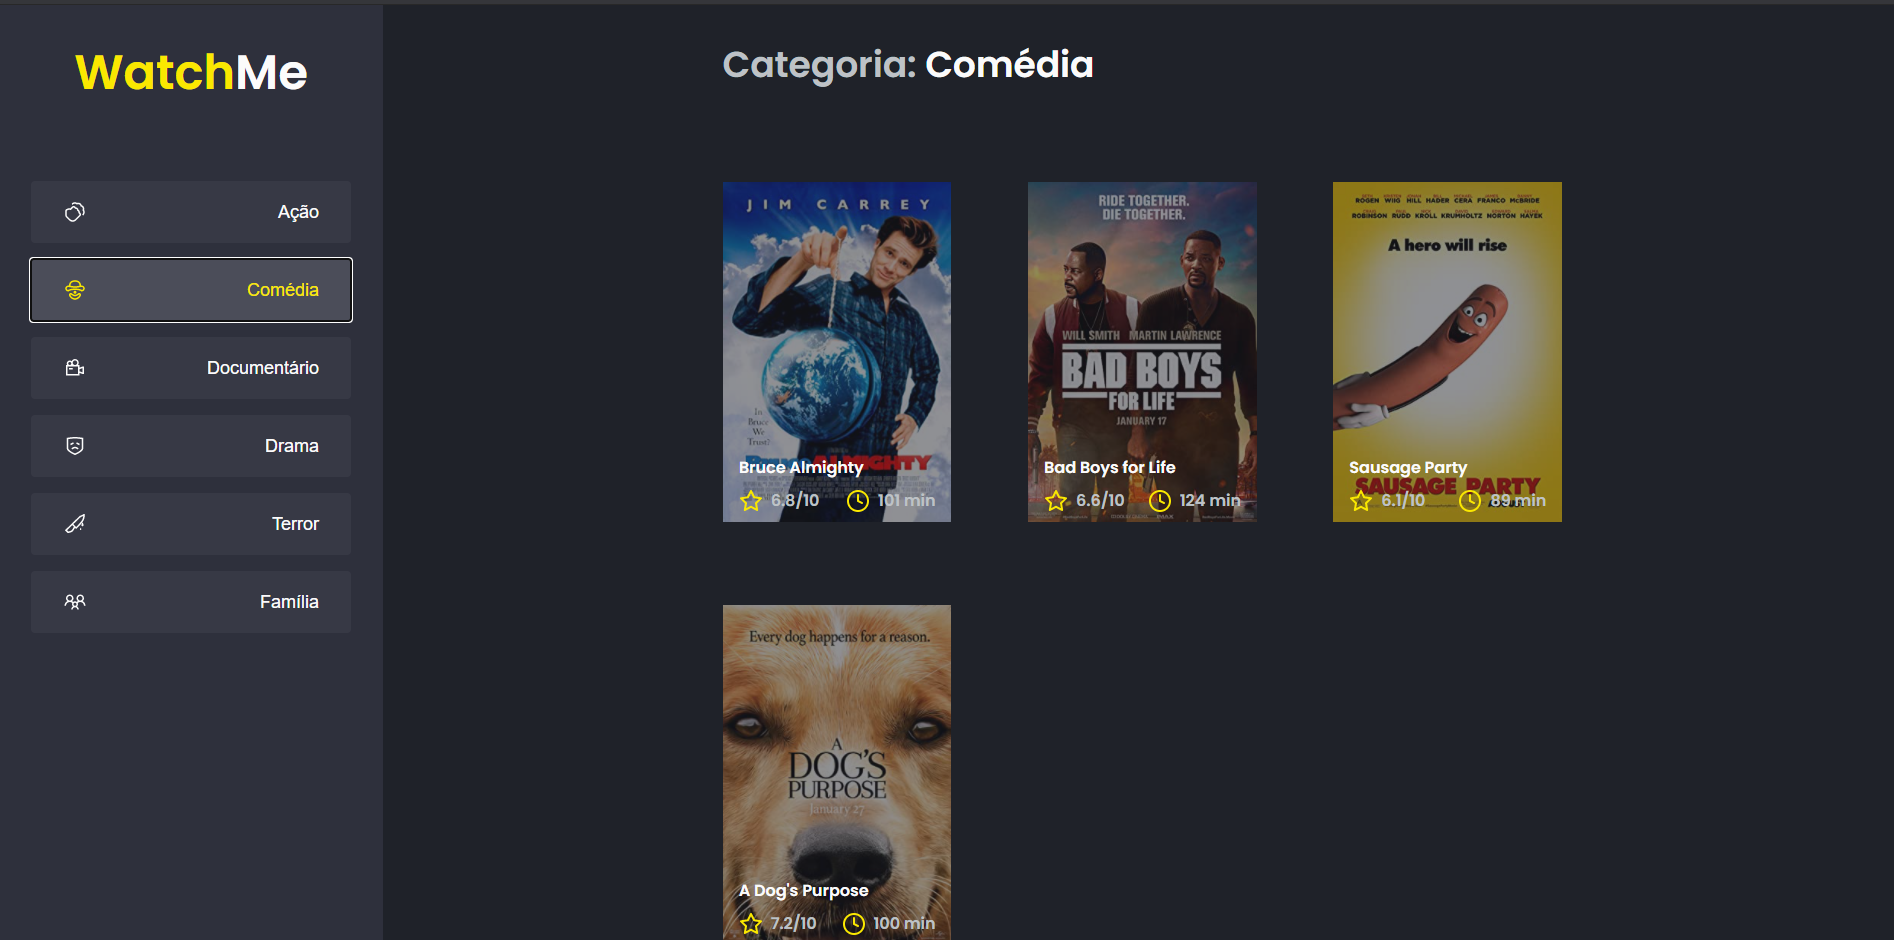 WatchMe
Ação
Comédia
Documentário
Drama
Terror
Família
Categoria: Comédia
JIM CARREY
In
Bruce
We
Trust?
ALMIGHTY
Bruce Almighty
6.8/10 101 min
RIDE TOGETHER.
DIE TOGETHER.
WILL SMITH MARTIN LAWRENCE
BAD BOYS
FOR LIFE
JANUARY 17
Bad Boys for Life
6.6/10 124 min
ROGEN WIIG HILL HADER CERA FRANCO McBRIDE
ROBINSON RUDD KROLL KRUMHOLTZ NORTON HAYEK
A hero will rise
Sausage Party
SAUSAGE PARTY
6.1/10 89 min
Every dog happens for a reason.
A
DOG'S
PURPOSE
January 27
A Dog's Purpose
7.2/10 100 min